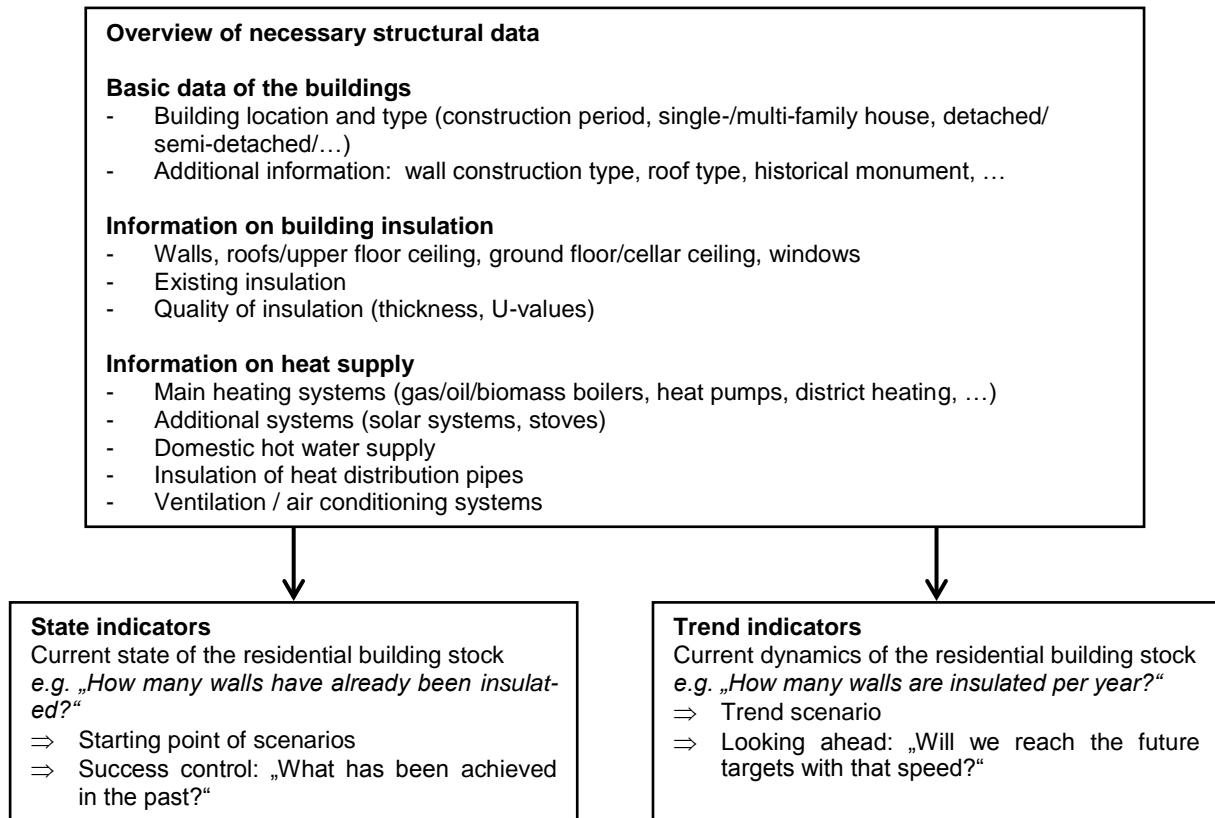 Overview of necessary structural data
Basic data of the buildings
- Building location and type (construction period, single-/multi-family house, detached/
semi-detached/…)
- Additional information:  wall construction type, roof type, historical monument, …
Information on building insulation
- Walls, roofs/upper floor ceiling, ground floor/cellar ceiling, windows
- Existing insulation
- Quality of insulation (thickness, U-values)
Information on heat supply
- Main heating systems (gas/oil/biomass boilers, heat pumps, district heating, …)
- Additional systems (solar systems, stoves)
- Domestic hot water supply
- Insulation of heat distribution pipes
- Ventilation / air conditioning systems
State indicators
Current state of the residential building stock
e.g. „How many walls have already been insulat-
ed?“
⇒ Starting point of scenarios
⇒ Success control: „What has been achieved
in the past?“
Trend indicators
Current dynamics of the residential building stock
e.g. „How many walls are insulated per year?“
⇒ Trend scenario
⇒ Looking ahead: „Will we reach the future
targets with that speed?“